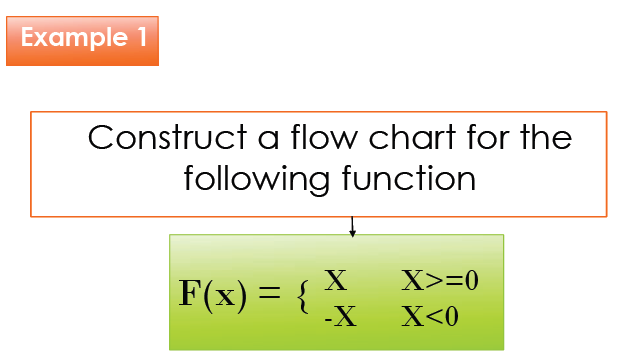 Example 1
Construct a flow chart for the
following function
F(x) = { X X>=0
-X X<0